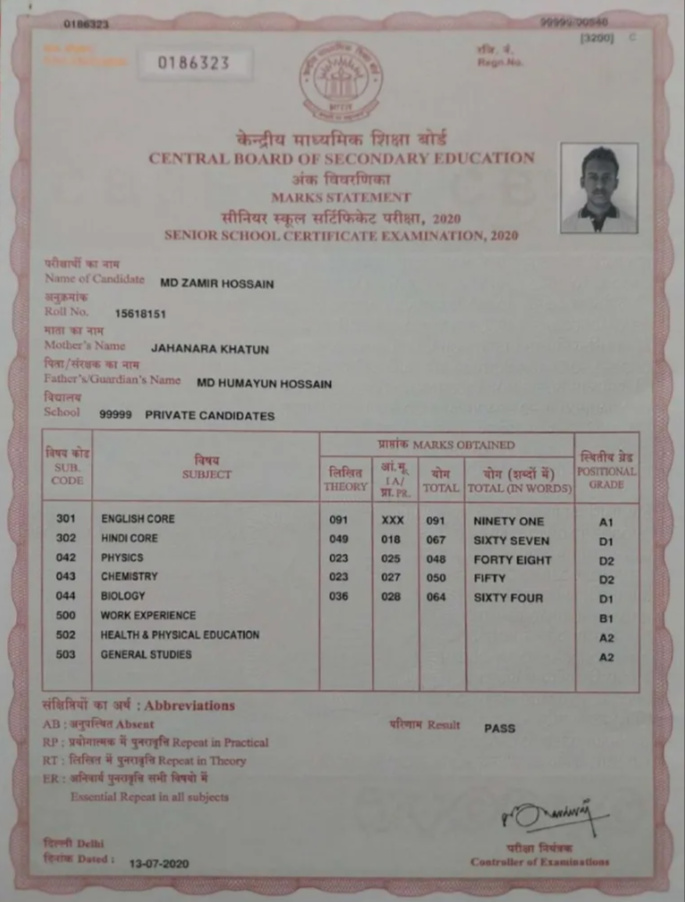 0186323
99999/00548
[3200] C
0186323
रजि. नं.
Regn.No.
भारत
केन्द्रीय माध्यमिक शिक्षा बोर्ड
CENTRAL BOARD OF SECONDARY EDUCATION
अंक विवरणिका
MARKS STATEMENT
सीनियर स्कूल सर्टिफिकेट परीक्षा, 2020
SENIOR SCHOOL CERTIFICATE EXAMINATION, 2020
परीक्षार्थी का नाम
Name of Candidate MD ZAMIR HOSSAIN
अनुक्रमांक
Roll No. 15618151
माता का नाम
Mother's Name JAHANARA KHATUN
पिता/संरक्षक का नाम
Father's/Guardian's Name MD HUMAYUN HOSSAIN
विद्यालय
School 99999 PRIVATE CANDIDATES
विषय कोड SUB. CODE
विषय SUBJECT
प्राप्तांक MARKS OBTAINED
लिखित THEORY
आं.मू. IA/ प्रा. PR.
योग TOTAL
योग (शब्दों में) TOTAL (IN WORDS)
स्थितीय ग्रेड POSITIONAL GRADE
301 ENGLISH CORE 091 XXX 091 NINETY ONE A1
302 HINDI CORE 049 018 067 SIXTY SEVEN D1
042 PHYSICS 023 025 048 FORTY EIGHT D2
043 CHEMISTRY 023 027 050 FIFTY D2
044 BIOLOGY 036 028 064 SIXTY FOUR D1
500 WORK EXPERIENCE B1
502 HEALTH & PHYSICAL EDUCATION A2
503 GENERAL STUDIES A2
संक्षिप्तियों का अर्थ : Abbreviations
AB : अनुपस्थित Absent
परिणाम Result PASS
RP : प्रयोगात्मक में पुनरावृत्ति Repeat in Practical
RT : लिखित में पुनरावृत्ति Repeat in Theory
ER : अनिवार्य पुनरावृत्ति सभी विषयो में
Essential Repeat in all subjects
दिल्ली Delhi
दिनांक Dated : 13-07-2020
परीक्षा नियंत्रक
Controller of Examinations